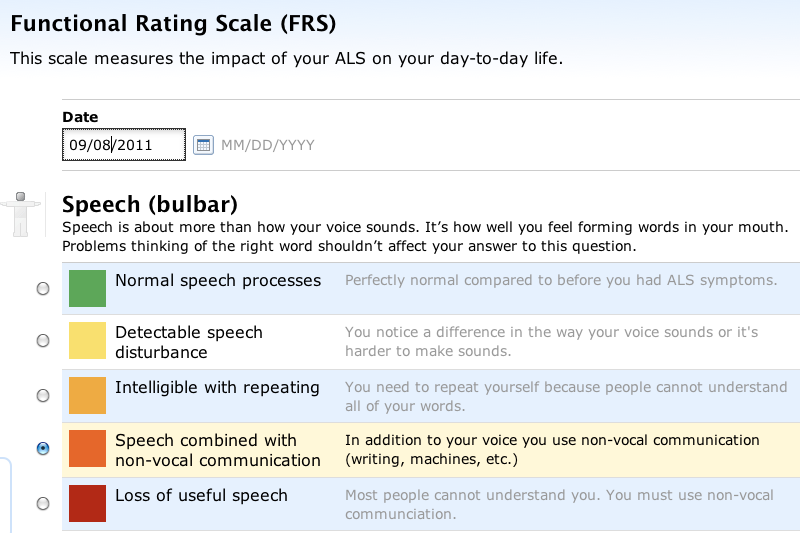 Functional Rating Scale (FRS)
This scale measures the impact of your ALS on your day-to-day life.
Date
09/08/2011 MM/DD/YYYY
Speech (bulbar)
Speech is about more than how your voice sounds. It’s how well you feel forming words in your mouth.
Problems thinking of the right word shouldn’t affect your answer to this question.
Normal speech processes
Perfectly normal compared to before you had ALS symptoms.
Detectable speech
disturbance
You notice a difference in the way your voice sounds or it's
harder to make sounds.
Intelligible with repeating
You need to repeat yourself because people cannot understand
all of your words.
Speech combined with
non-vocal communication
In addition to your voice you use non-vocal communication
(writing, machines, etc.)
Loss of useful speech
Most people cannot understand you. You must use non-vocal
communciation.